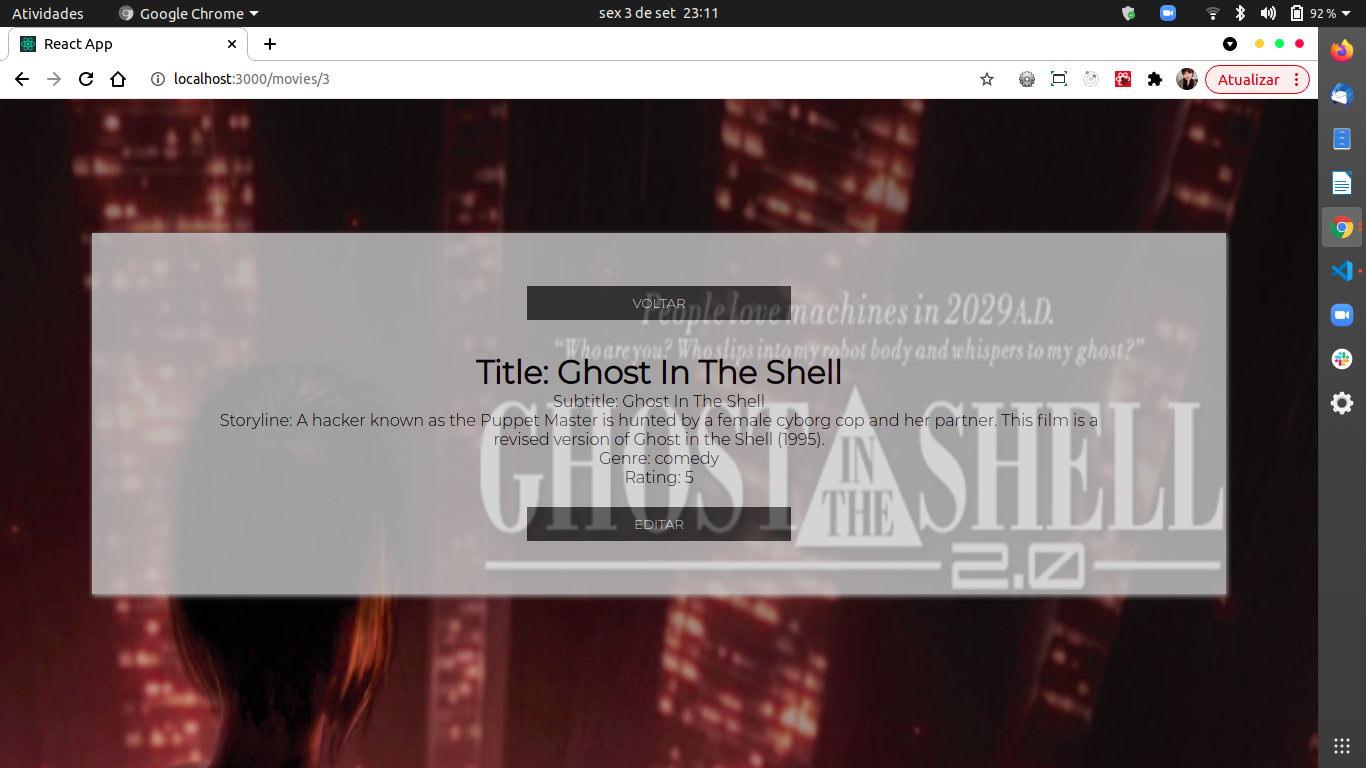 Atividades
Google Chrome
sex 3 de set 23:11
92 %
React App
localhost:3000/movies/3
Atualizar
VOLTAR
People love machines in 2029 A.D.
“Who are you? Who slips into my robot body and whispers to my ghost?”
Title: Ghost In The Shell
Subtitle: Ghost In The Shell
Storyline: A hacker known as the Puppet Master is hunted by a female cyborg cop and her partner. This film is a
revised version of Ghost in the Shell (1995).
Genre: comedy
Rating: 5
GHOST IN THE SHELL
2.0
EDITAR